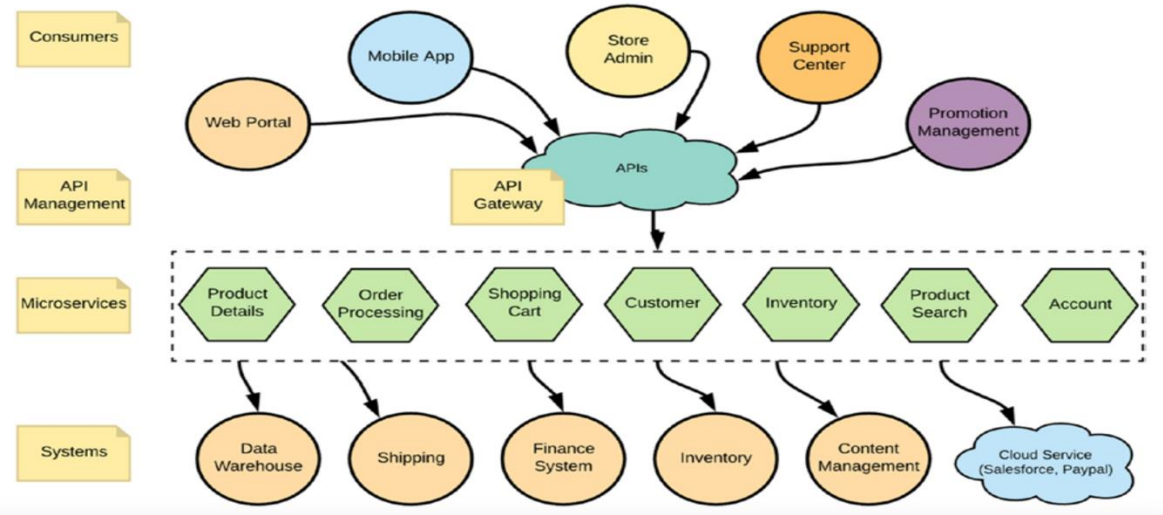 Consumers
Mobile App
Store
Admin
Support
Center
Web Portal
Promotion
Management
APIs
API
Management
API
Gateway
Microservices
Product
Details
Order
Processing
Shopping
Cart
Customer
Inventory
Product
Search
Account
Systems
Data
Warehouse
Shipping
Finance
System
Inventory
Content
Management
Cloud Service
(Salesforce, Paypal)